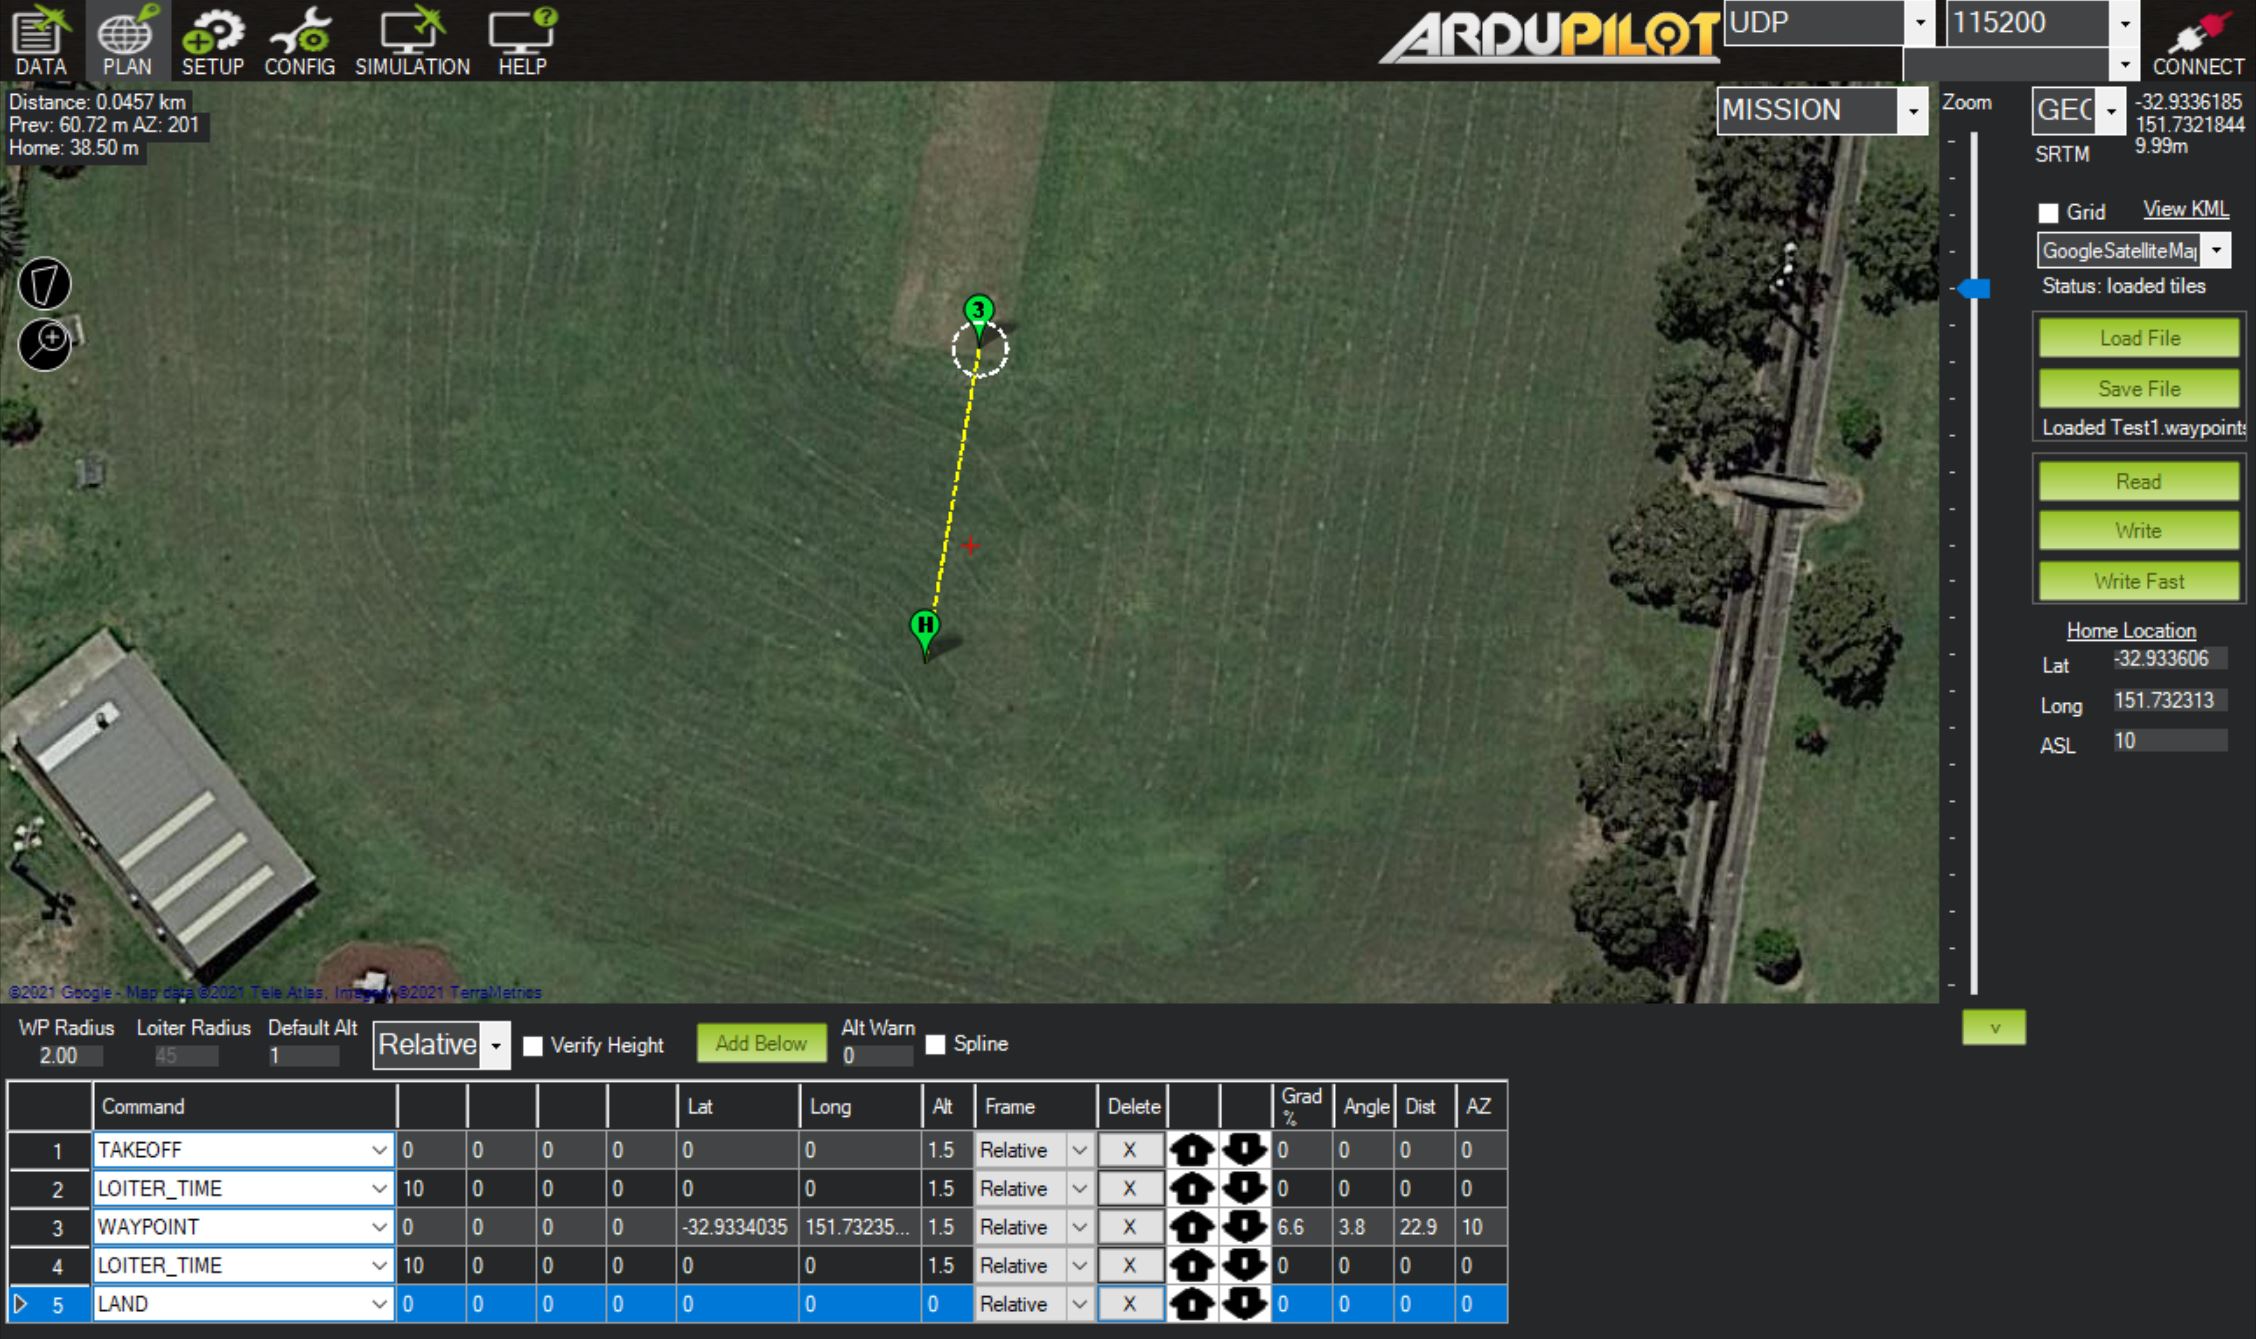 DATA PLAN SETUP CONFIG SIMULATION HELP
ARDUPILOT
UDP 115200
CONNECT
Distance: 0.0457 km
Prev: 60.72 m AZ: 201
Home: 38.50 m
MISSION
Zoom
GEO
-32.9336185
151.7321844
SRTM 9.99m
Grid View KML
GoogleSatelliteMap
Status: loaded tiles
Load File
Save File
Loaded Test1.waypoints
Read
Write
Write Fast
Home Location
Lat -32.933606
Long 151.732313
ASL 10
3
H
©2021 Google - Map data ©2021 Tele Atlas, Imagery ©2021 TerraMetrics
WP Radius Loiter Radius Default Alt Alt Warn
2.00 45 1 Relative Verify Height Add Below 0 Spline
v
Command Lat Long Alt Frame Delete Grad % Angle Dist AZ
1 TAKEOFF 0 0 0 0 0 0 1.5 Relative X 0 0 0 0
2 LOITER_TIME 10 0 0 0 0 0 1.5 Relative X 0 0 0 0
3 WAYPOINT 0 0 0 0 -32.9334035 151.73235... 1.5 Relative X 6.6 3.8 22.9 10
4 LOITER_TIME 10 0 0 0 0 0 1.5 Relative X 0 0 0 0
5 LAND 0 0 0 0 0 0 0 Relative X 0 0 0 0